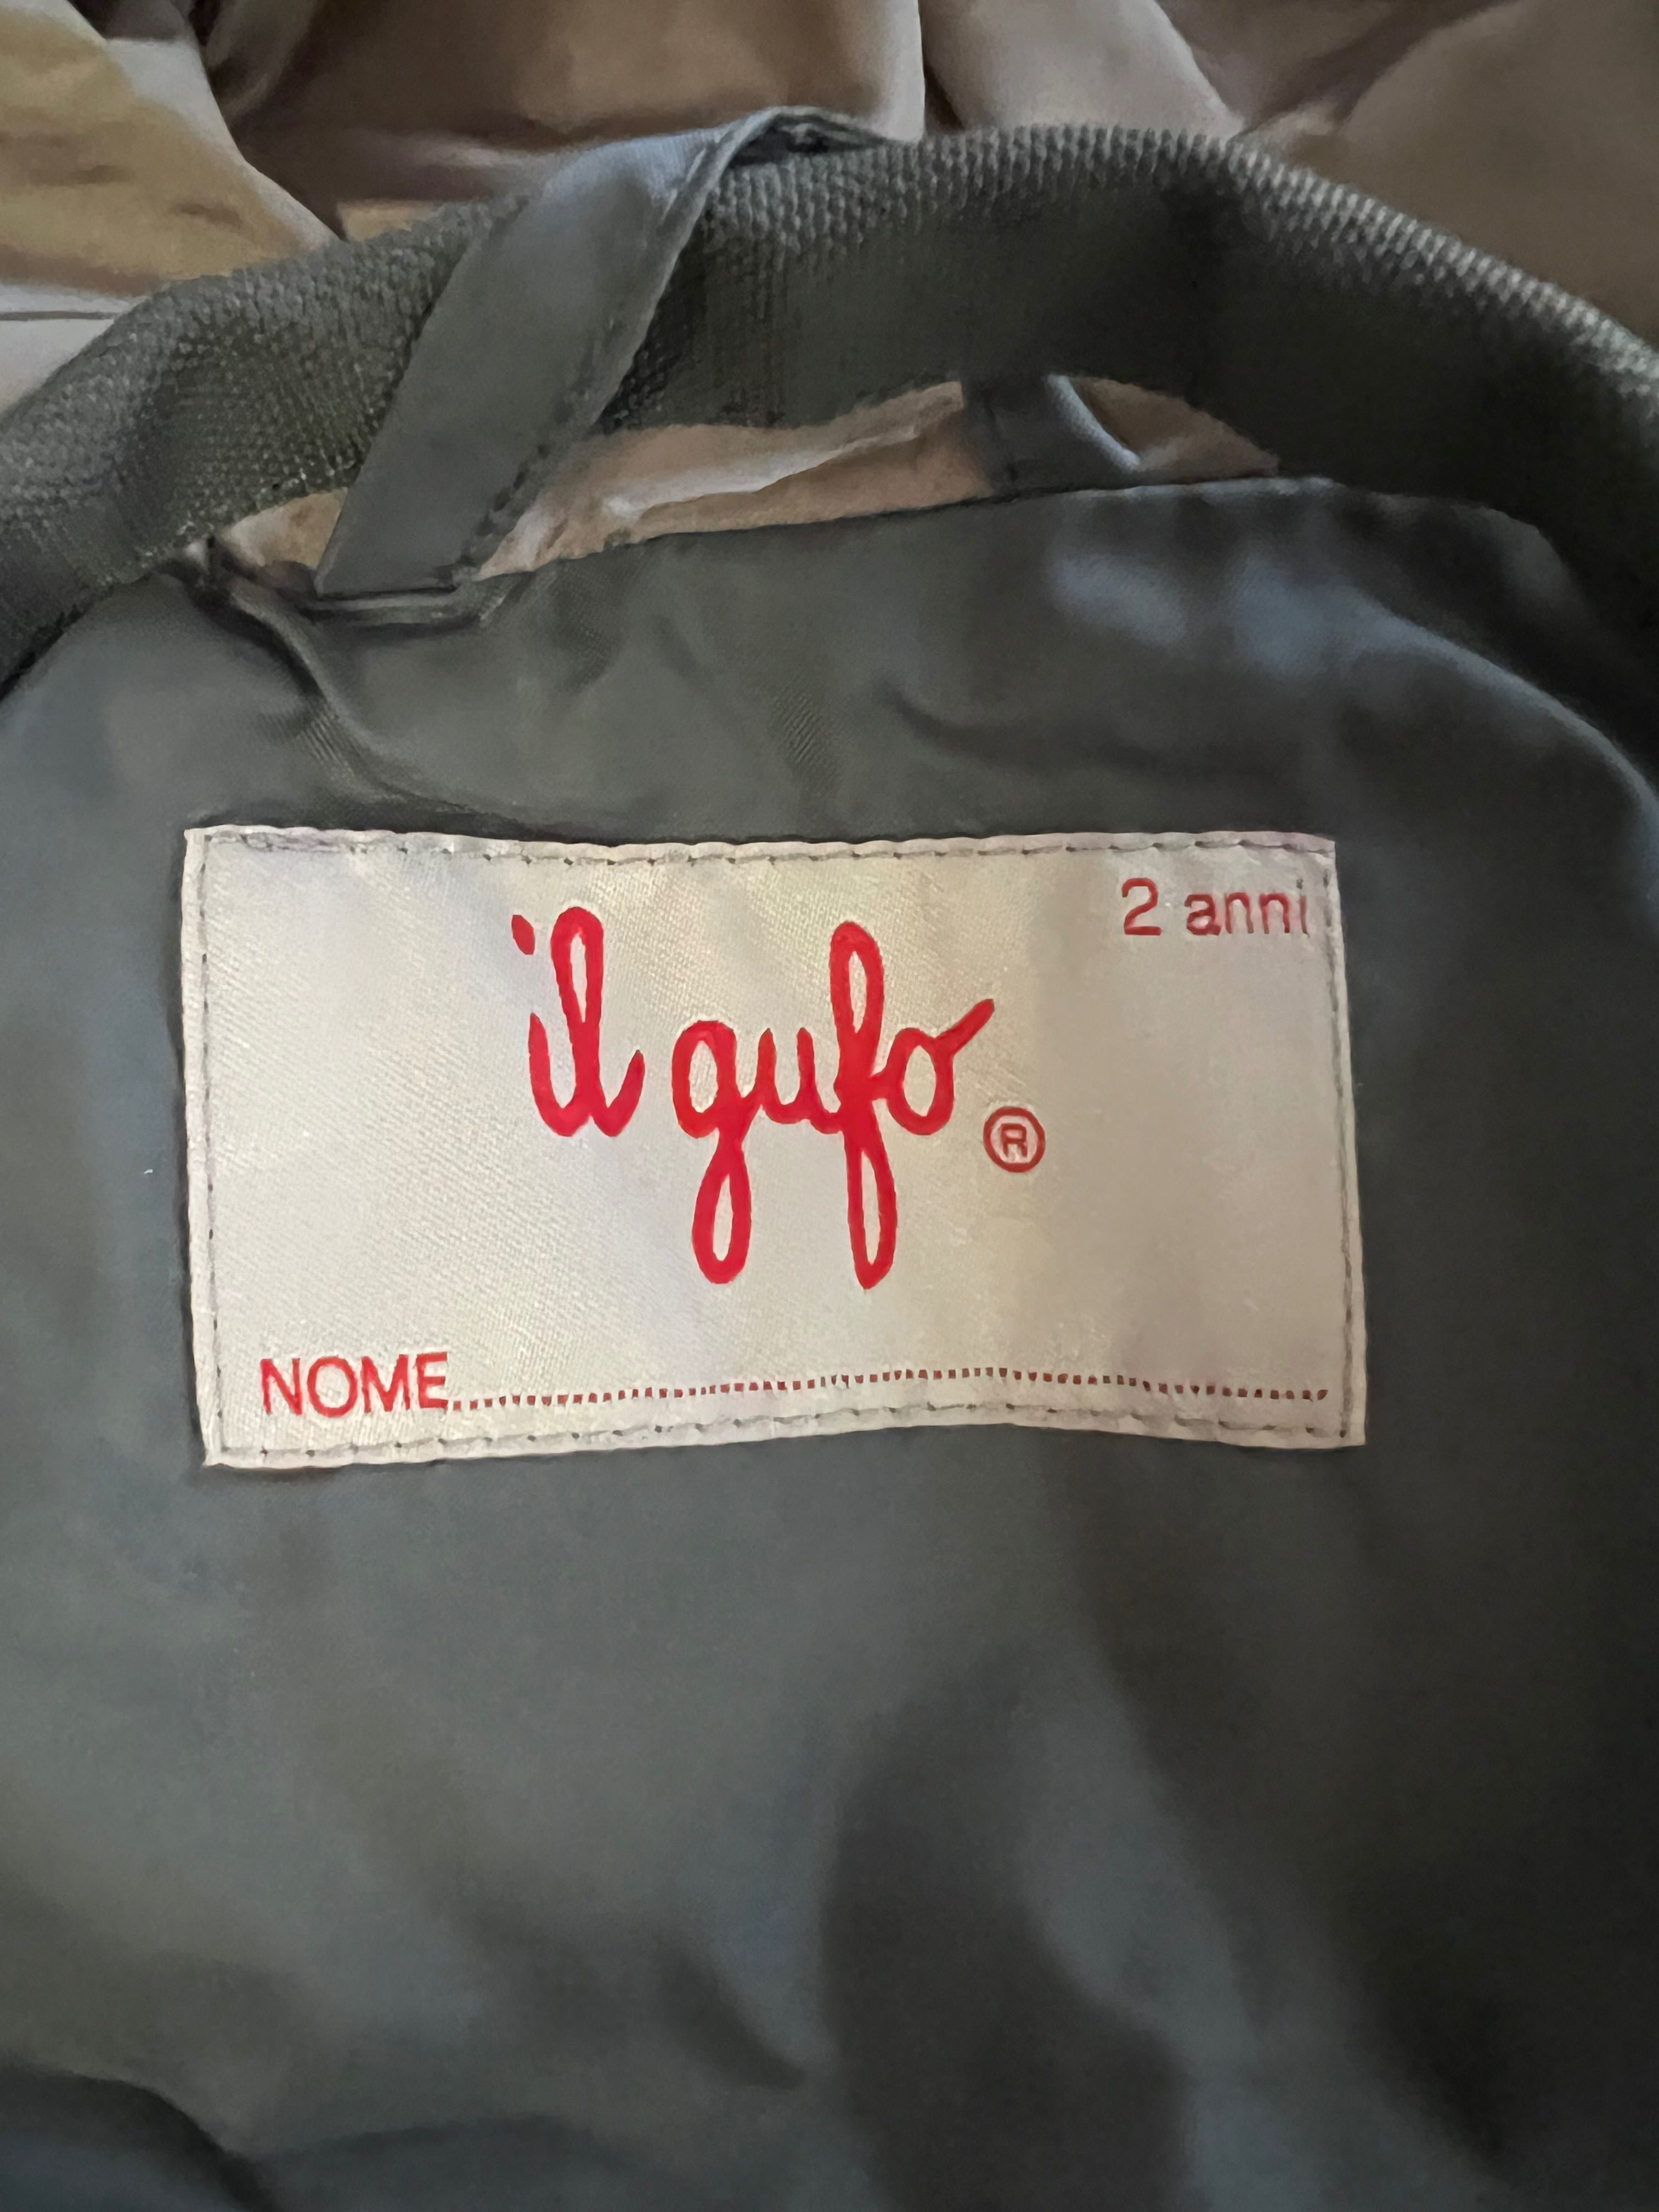 2 anni
il gufo ®
NOME..............................................................